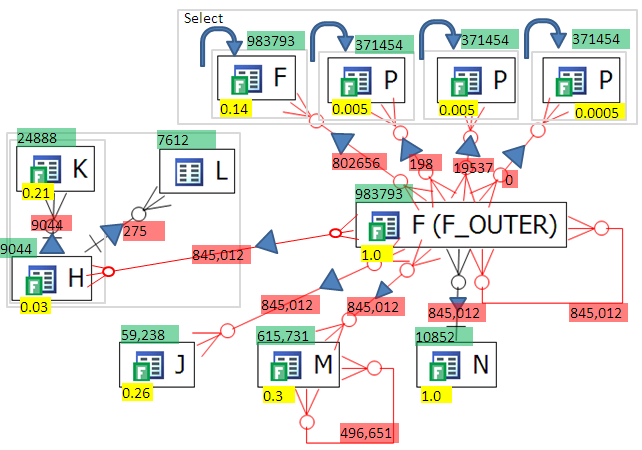 Select
983793
371454
371454
371454
F
P
P
P
0.14
0.005
0.005
0.0005
802656
198
19537
0
24888
7612
K
L
0.21
9044
275
983793
F (F_OUTER)
1.0
9044
H
0.03
845,012
845,012
845,012
845,012
845,012
59,238
615,731
10852
J
M
N
0.26
0.3
1.0
496,651